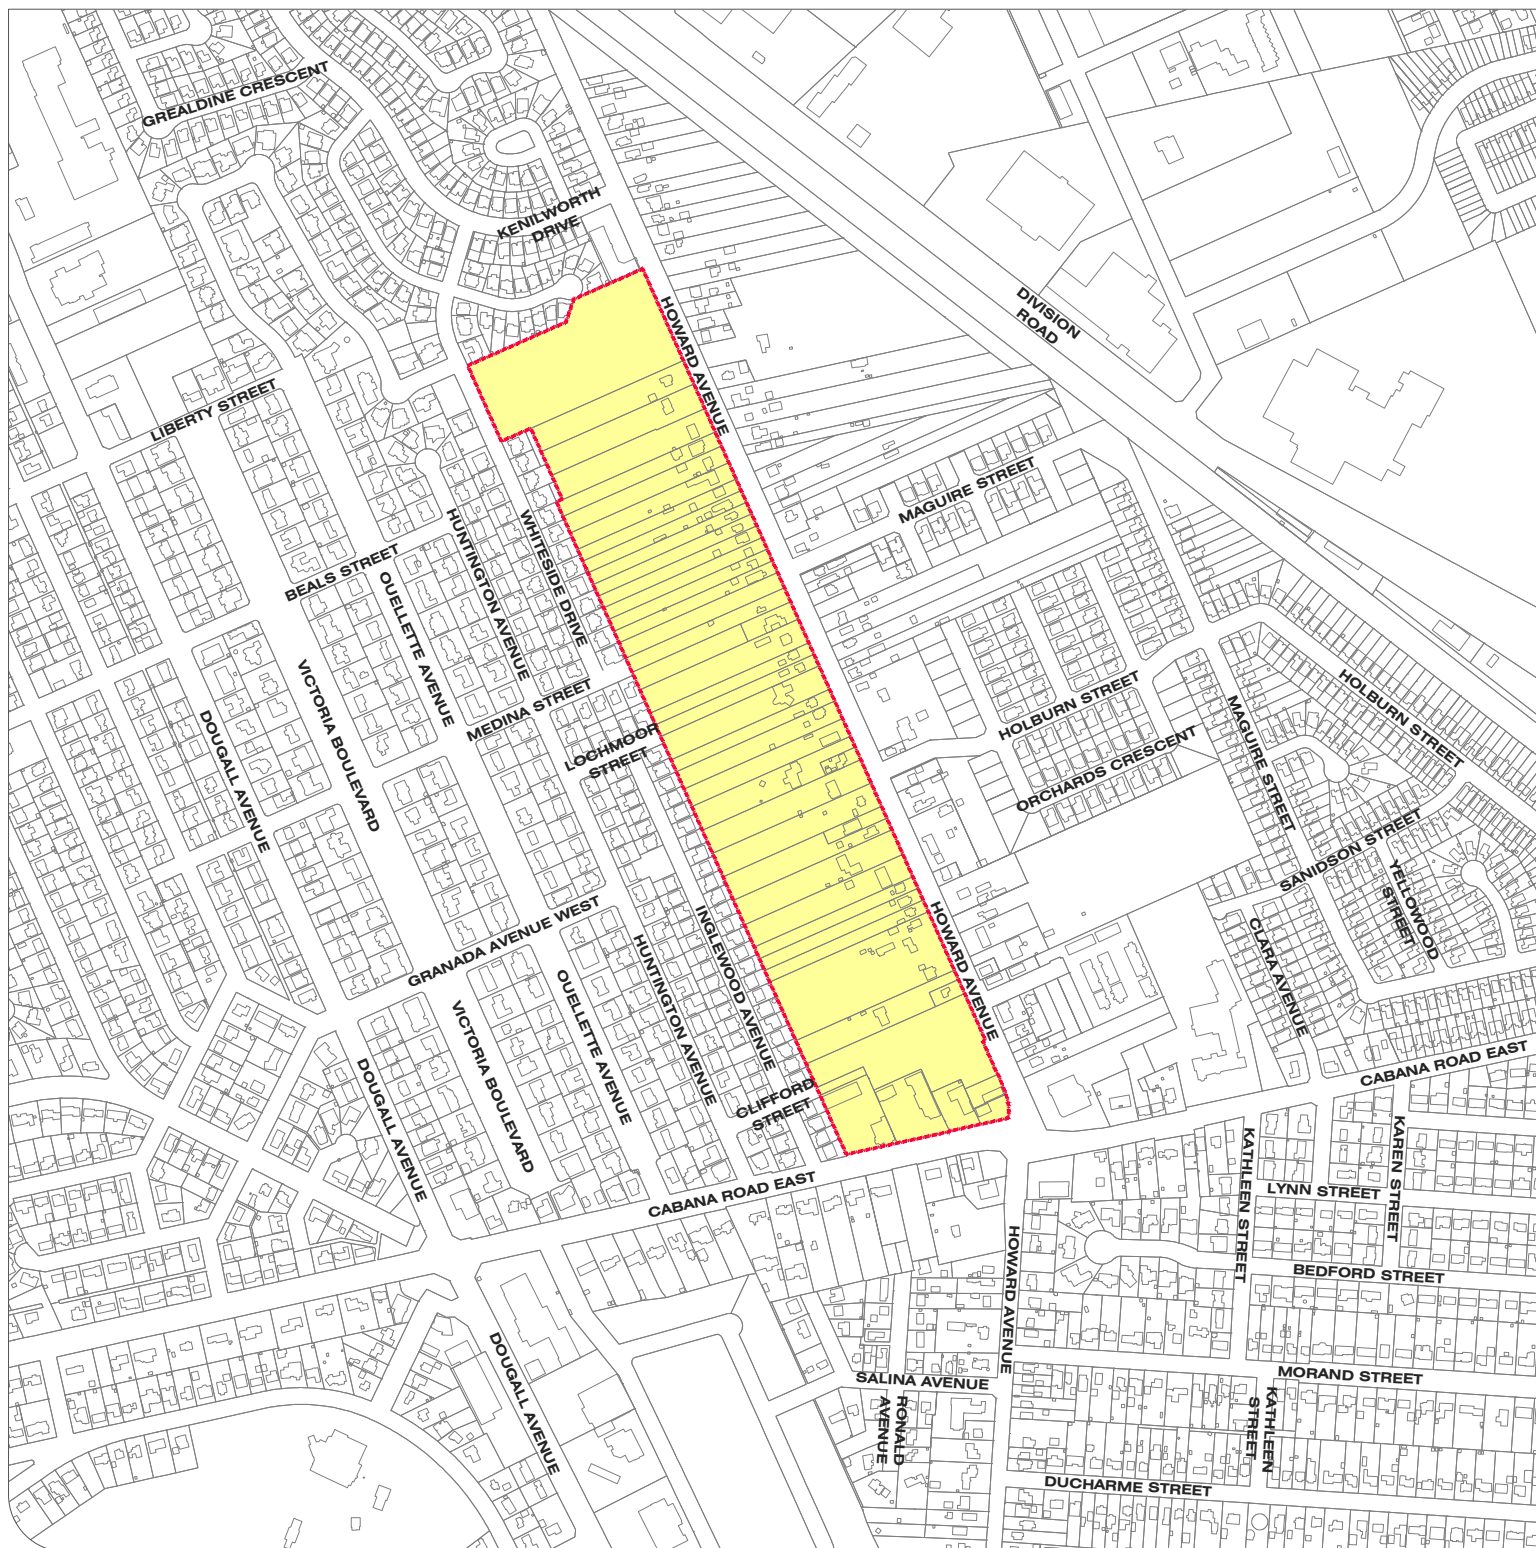 GREALDINE CRESCENT
KENILWORTH
DRIVE
HOWARD AVENUE
DIVISION
ROAD
LIBERTY STREET
MAGUIRE STREET
BEALS STREET
OUELLETTE AVENUE
HUNTINGTON AVENUE
WHITESIDE DRIVE
VICTORIA BOULEVARD
MEDINA STREET
DOUGALL AVENUE
LOCHMOOR
STREET
HOLBURN STREET
HOLBURN STREET
MAGUIRE STREET
ORCHARDS CRESCENT
SANIDSON STREET
YELLOWOOD
STREET
GRANADA AVENUE WEST
INGLEWOOD AVENUE
HOWARD AVENUE
CLARA AVENUE
HUNTINGTON AVENUE
OUELLETTE AVENUE
VICTORIA BOULEVARD
DOUGALL AVENUE
CLIFFORD
STREET
CABANA ROAD EAST
CABANA ROAD EAST
KATHLEEN STREET
KAREN STREET
LYNN STREET
HOWARD AVENUE
BEDFORD STREET
DOUGALL AVENUE
SALINA AVENUE
MORAND STREET
RONALD
AVENUE
KATHLEEN
STREET
DUCHARME STREET